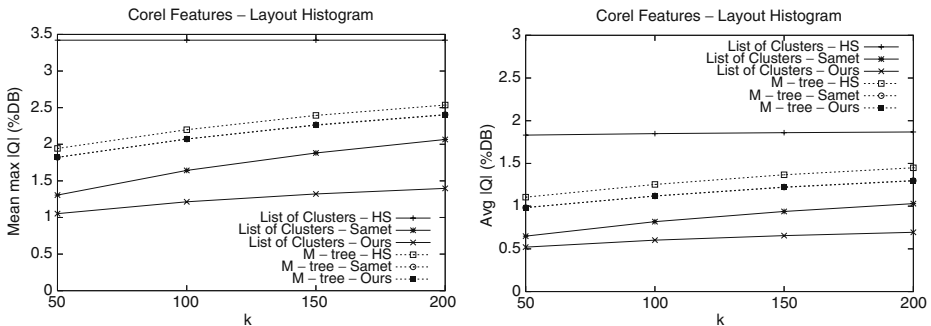 Corel Features – Layout Histogram
Mean max |Q| (%DB)
3.5
3
2.5
2
1.5
1
0.5
0
List of Clusters – HS
List of Clusters – Samet
List of Clusters – Ours
M – tree – HS
M – tree – Samet
M – tree – Ours
50
100
150
200
k
Corel Features – Layout Histogram
Avg |Q| (%DB)
3
2.5
2
1.5
1
0.5
0
List of Clusters – HS
List of Clusters – Samet
List of Clusters – Ours
M – tree – HS
M – tree – Samet
M – tree – Ours
50
100
150
200
k